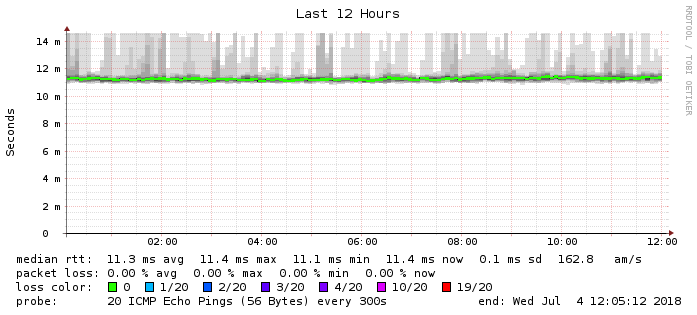 Last 12 Hours
RRDTOOL / TOBI OETIKER
Seconds
14 m
12 m
10 m
8 m
6 m
4 m
2 m
0
02:00 04:00 06:00 08:00 10:00 12:00
median rtt: 11.3 ms avg 11.4 ms max 11.1 ms min 11.4 ms now 0.1 ms sd 162.8 am/s
packet loss: 0.00 % avg 0.00 % max 0.00 % min 0.00 % now
loss color: 0 1/20 2/20 3/20 4/20 10/20 19/20
probe: 20 ICMP Echo Pings (56 Bytes) every 300s end: Wed Jul 4 12:05:12 2018